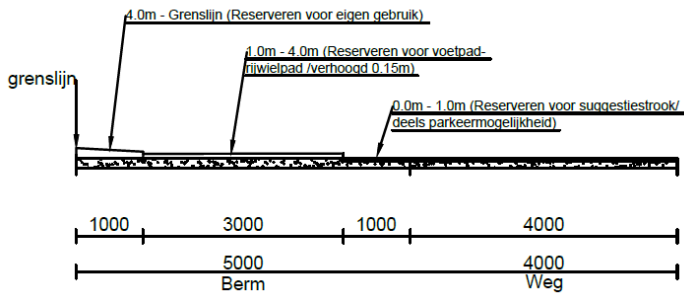 4.0m - Grenslijn (Reserveren voor eigen gebruik)
1.0m - 4.0m (Reserveren voor voetpad-
rijwielpad /verhoogd 0.15m)
grenslijn
0.0m - 1.0m (Reserveren voor suggestiestrook/
deels parkeermogelijkheid)
1000 3000 1000 4000
5000 4000
Berm Weg